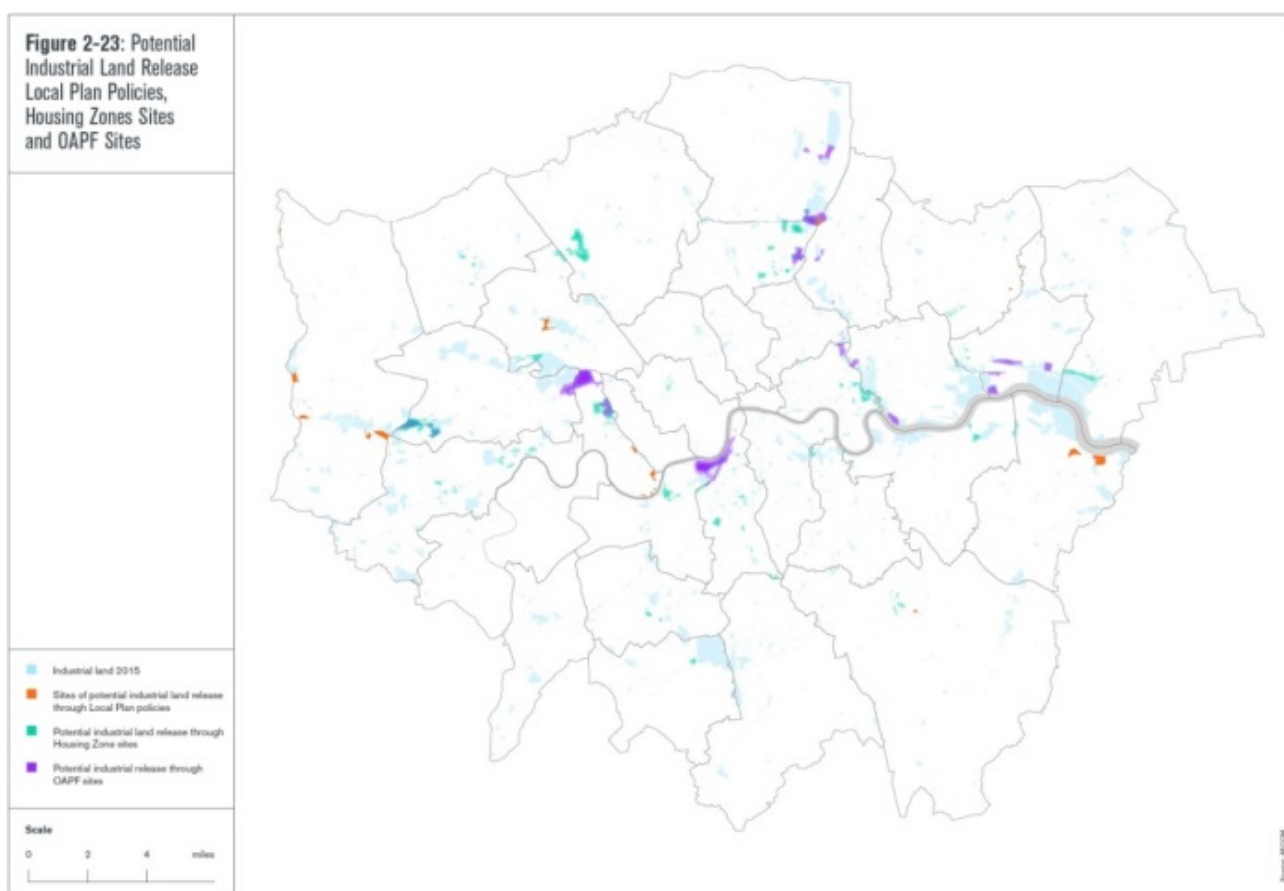 Figure 2-23: Potential
Industrial Land Release
Local Plan Policies,
Housing Zones Sites
and OAPF Sites
Industrial land 2015
Sites of potential industrial land release
through Local Plan policies
Potential industrial land release through
Housing Zone sites
Potential industrial release through
OAPF sites
Scale
0 2 4 miles
Source: AECOM